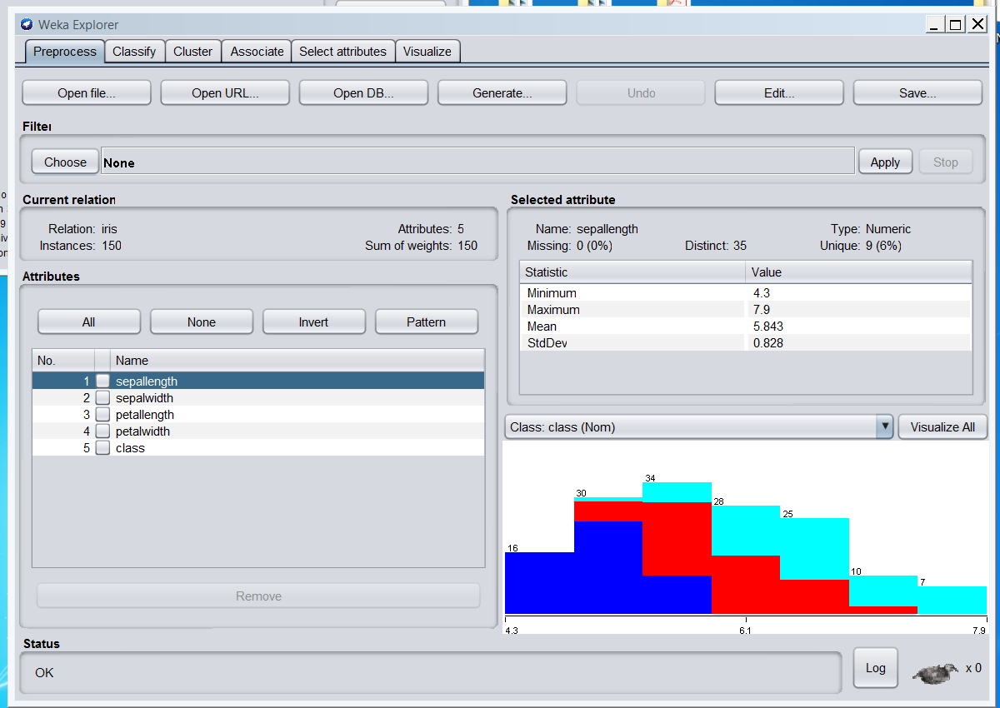 Weka Explorer
Preprocess Classify Cluster Associate Select attributes Visualize
Open file... Open URL... Open DB... Generate... Undo Edit... Save...
Filter
Choose None Apply Stop
Current relation
Relation: iris Attributes: 5
Instances: 150 Sum of weights: 150
Selected attribute
Name: sepallength Type: Numeric
Missing: 0 (0%) Distinct: 35 Unique: 9 (6%)
Statistic Value
Minimum 4.3
Maximum 7.9
Mean 5.843
StdDev 0.828
Attributes
All None Invert Pattern
No. Name
1 sepallength
2 sepalwidth
3 petallength
4 petalwidth
5 class
Remove
Class: class (Nom) Visualize All
16 30 34 28 25 10 7
4.3 6.1 7.9
Status
OK
Log x 0